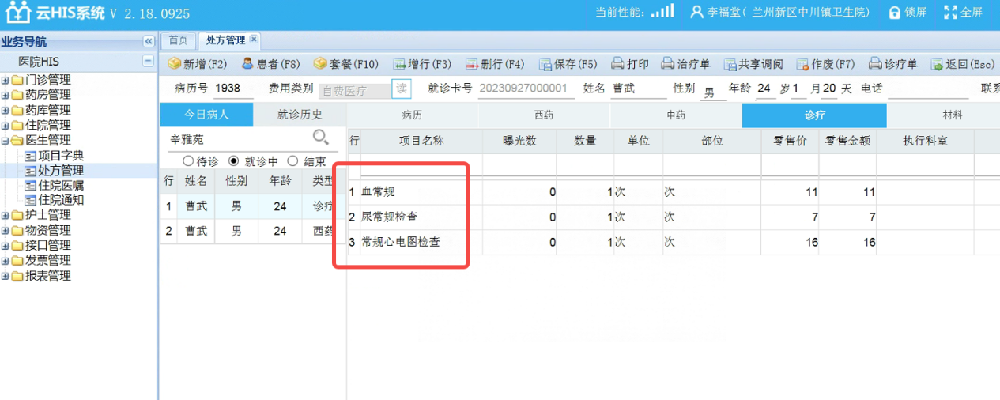 云HIS系统 V 2.18.0925 当前性能: 李福堂( 兰州新区中川镇卫生院) 锁屏 全屏
业务导航 首页 处方管理
医院HIS 新增(F2) 患者(F8) 套餐(F10) 增行(F3) 删行(F4) 保存(F5) 打印 治疗单 共享调阅 作废(F7) 诊疗单 返回(Esc)
门诊管理
药房管理
药库管理
住院管理
医生管理
项目字典
处方管理
住院医嘱
住院通知
护士管理
物资管理
接口管理
发票管理
报表管理
病历号 1938 费用类别 自费医疗 读 就诊卡号 20230927000001 姓名 曹武 性别 男 年龄 24 岁 1 月 20 天 电话 联系
今日病人 就诊历史
辛雅苑
待诊 就诊中 结束
行 姓名 性别 年龄 类型
1 曹武 男 24 诊疗
2 曹武 男 24 西药
病历 西药 中药 诊疗 材料
行 项目名称 曝光数 数量 单位 部位 零售价 零售金额 执行科室
1 血常规 0 1 次 次 11 11
2 尿常规检查 0 1 次 次 7 7
3 常规心电图检查 0 1 次 次 16 16